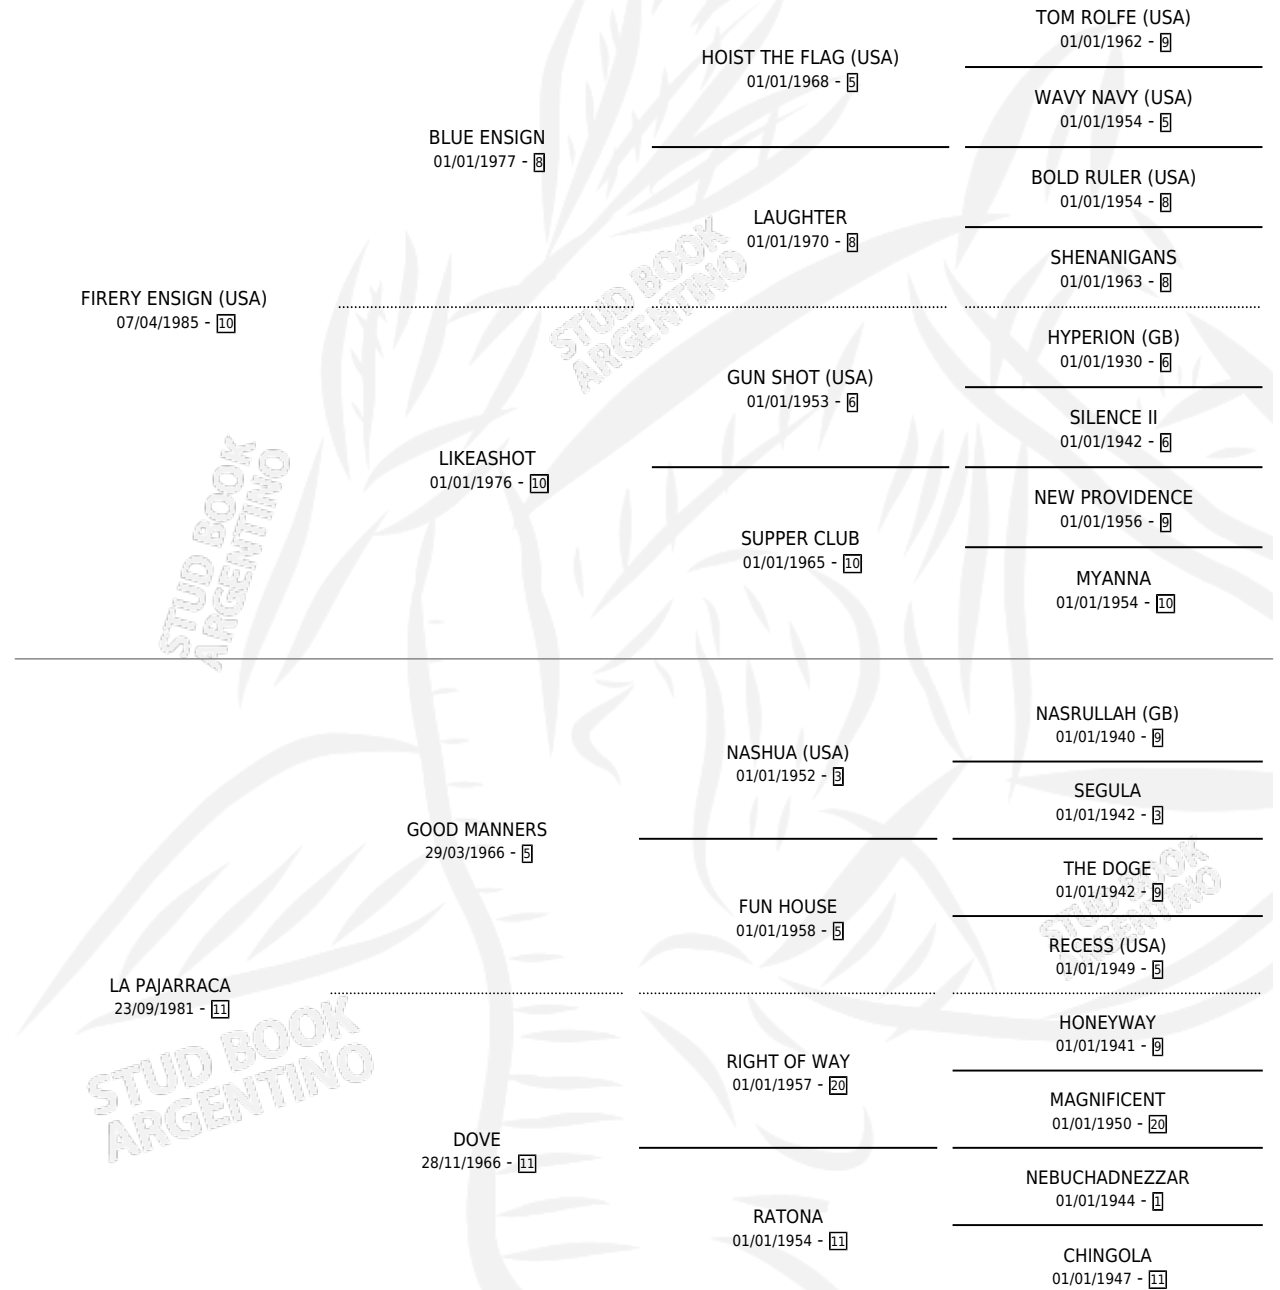 TOM ROLFE (USA)
01/01/1962 - 9
HOIST THE FLAG (USA)
01/01/1968 - 5
WAVY NAVY (USA)
01/01/1954 - 5
BLUE ENSIGN
01/01/1977 - 8
BOLD RULER (USA)
01/01/1954 - 8
LAUGHTER
01/01/1970 - 8
SHENANIGANS
01/01/1963 - 8
FIRERY ENSIGN (USA)
07/04/1985 - 10
STUD BOOK
ARGENTINO
HYPERION (GB)
01/01/1930 - 6
GUN SHOT (USA)
01/01/1953 - 6
SILENCE II
01/01/1942 - 6
LIKEASHOT
01/01/1976 - 10
NEW PROVIDENCE
01/01/1956 - 9
SUPPER CLUB
01/01/1965 - 10
MYANNA
01/01/1954 - 10
STUD BOOK
ARGENTINO
NASRULLAH (GB)
01/01/1940 - 9
NASHUA (USA)
01/01/1952 - 3
SEGULA
01/01/1942 - 3
GOOD MANNERS
29/03/1966 - 5
THE DOGE
01/01/1942 - 9
FUN HOUSE
01/01/1958 - 5
RECESS (USA)
01/01/1949 - 5
STUD BOOK
ARGENTINO
LA PAJARRACA
23/09/1981 - 11
HONEYWAY
01/01/1941 - 9
RIGHT OF WAY
01/01/1957 - 20
MAGNIFICENT
01/01/1950 - 20
STUD BOOK
ARGENTINO
DOVE
28/11/1966 - 11
NEBUCHADNEZZAR
01/01/1944 - 1
RATONA
01/01/1954 - 11
CHINGOLA
01/01/1947 - 11